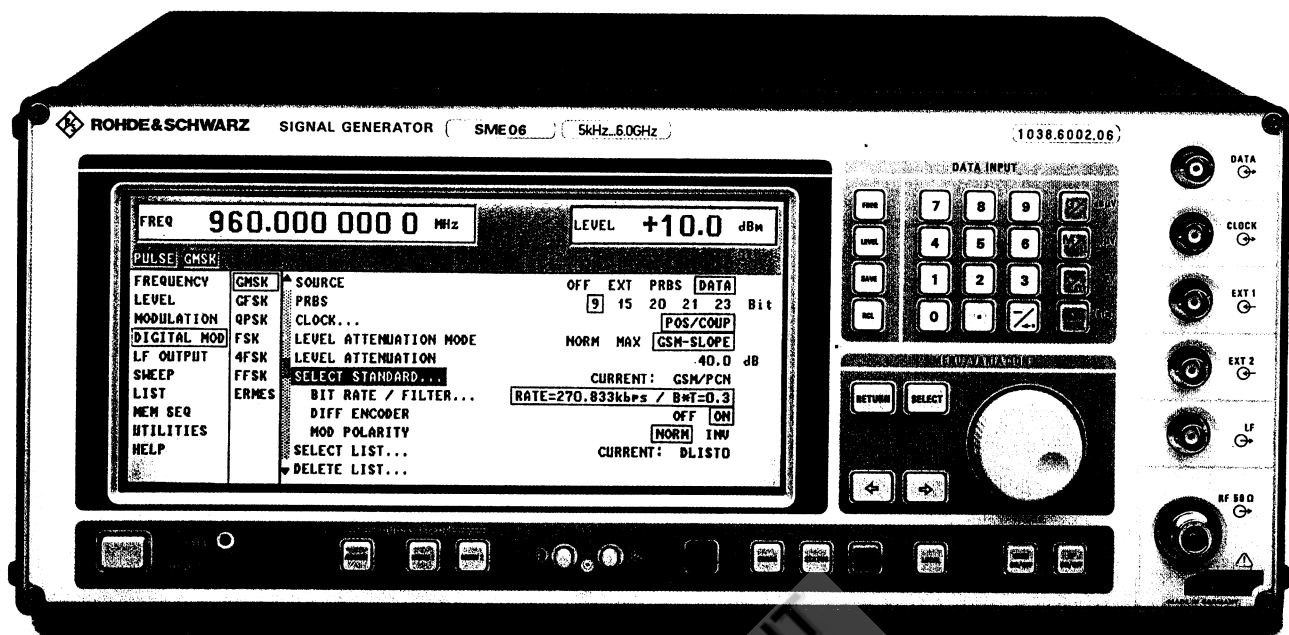 ROHDE&SCHWARZ SIGNAL GENERATOR SME06 5kHz...6.0GHz
1038.6002.06
FREQ 960.000 000 0 MHz
LEVEL +10.0 dBm
PULSE GMSK
FREQUENCY
LEVEL
MODULATION
DIGITAL MOD
LF OUTPUT
SWEEP
LIST
MEM SEQ
UTILITIES
HELP
GMSK
GFSK
QPSK
FSK
4FSK
FFSK
ERMES
SOURCE OFF EXT PRBS DATA
PRBS 9 15 20 21 23 Bit
CLOCK... POS/COUP
LEVEL ATTENUATION MODE NORM MAX GSM-SLOPE
LEVEL ATTENUATION 40.0 dB
SELECT STANDARD... CURRENT: GSM/PCN
BIT RATE / FILTER... RATE=270.833kbps / B*T=0.3
DIFF ENCODER OFF ON
MOD POLARITY NORM INV
SELECT LIST... CURRENT: DLIST0
DELETE LIST...
DATA INPUT
FREQ 7 8 9
LEVEL 4 5 6
SAVE 1 2 3
RCL 0 . −/←
RETURN SELECT
DATA
CLOCK
EXT 1
EXT 2
LF
RF 50 Ω